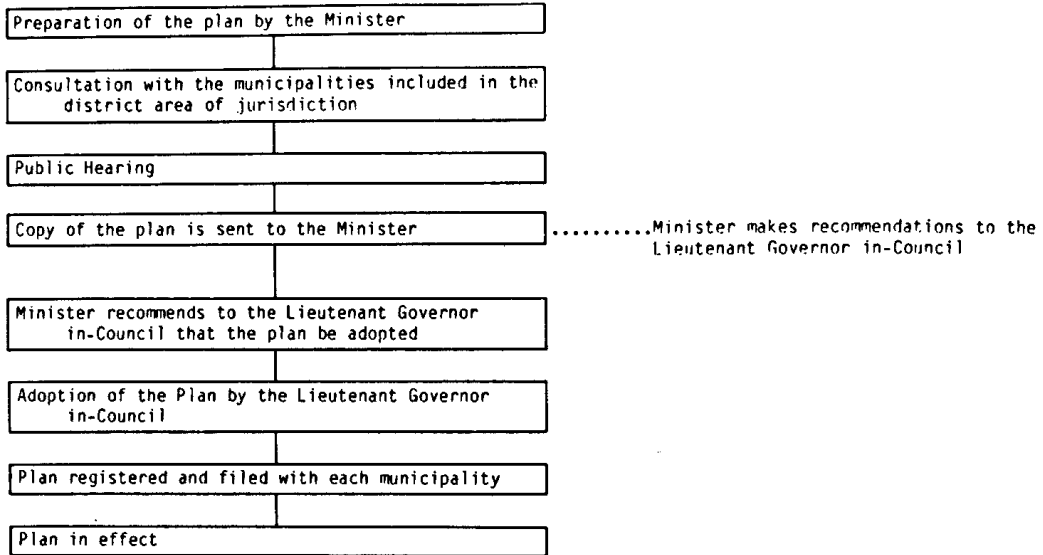 Preparation of the plan by the Minister
Consultation with the municipalities included in the
district area of jurisdiction
Public Hearing
Copy of the plan is sent to the Minister
..........Minister makes recommendations to the
Lieutenant Governor in-Council
Minister recommends to the Lieutenant Governor
in-Council that the plan be adopted
Adoption of the Plan by the Lieutenant Governor
in-Council
Plan registered and filed with each municipality
Plan in effect